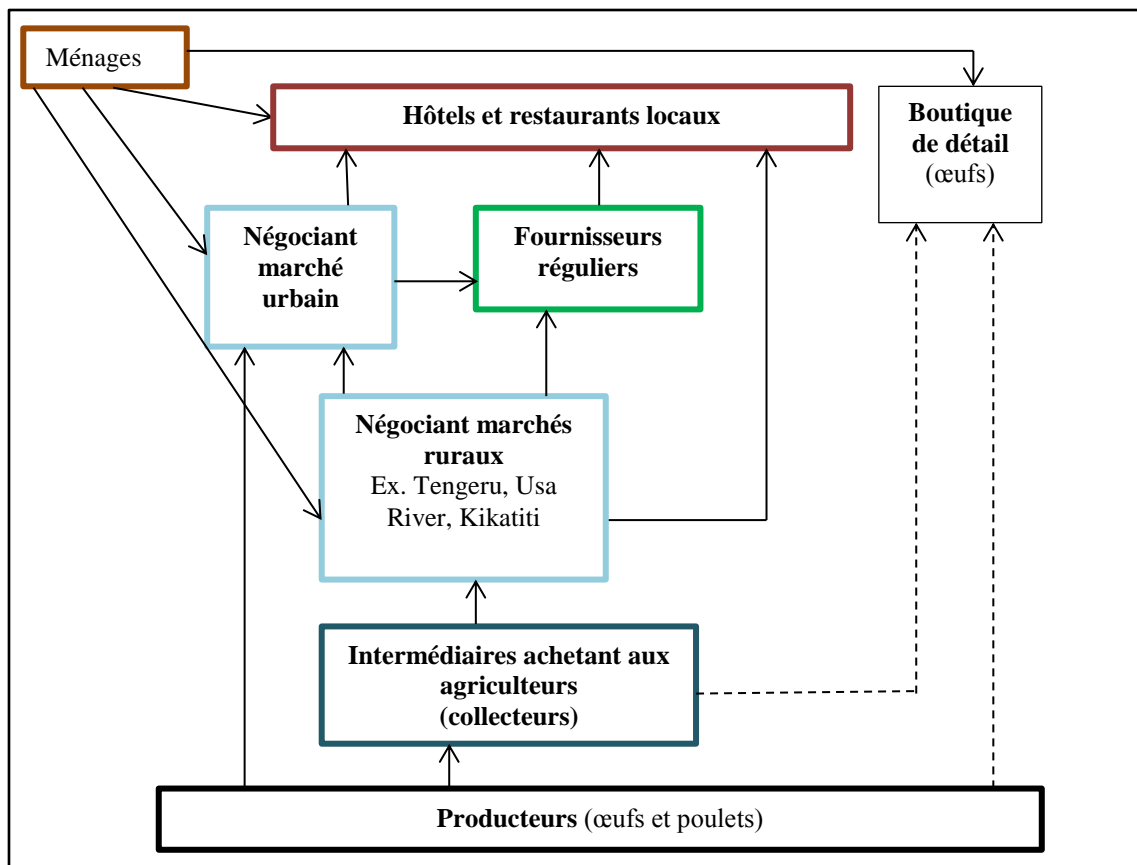 Ménages
Hôtels et restaurants locaux
Boutique
de détail
(œufs)
Négociant
marché
urbain
Fournisseurs
réguliers
Négociant marchés
ruraux
Ex. Tengeru, Usa
River, Kikatiti
Intermédiaires achetant aux
agriculteurs
(collecteurs)
Producteurs (œufs et poulets)